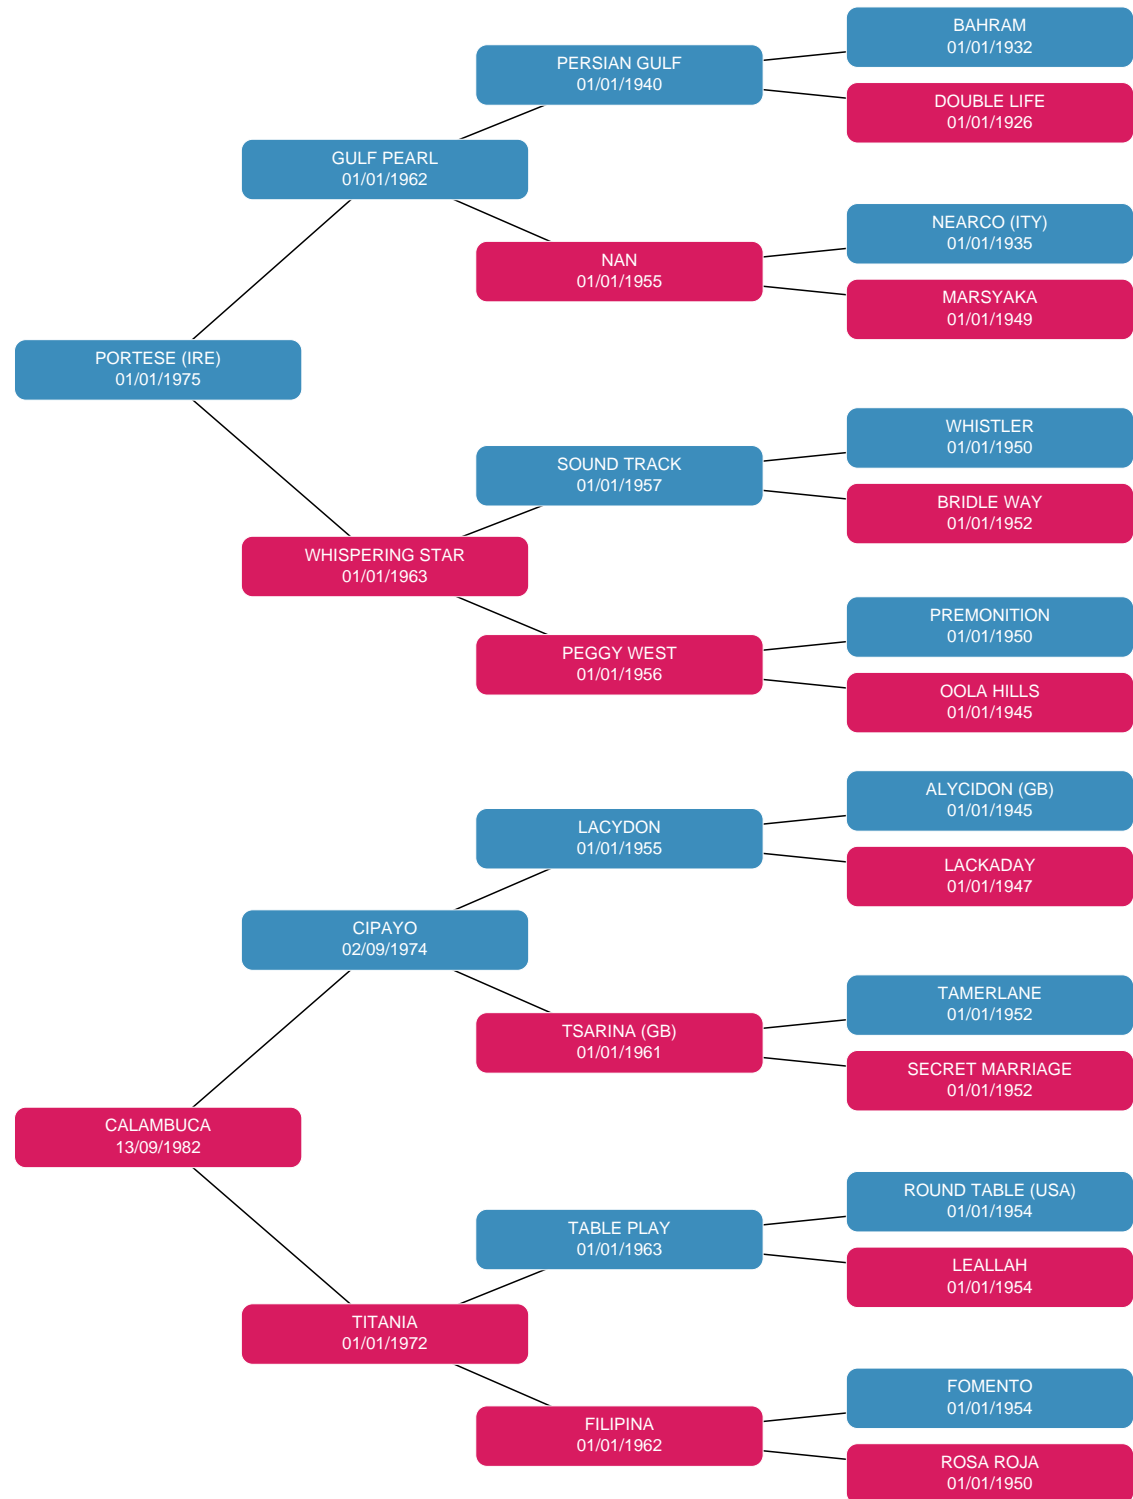 BAHRAM
01/01/1932
PERSIAN GULF
01/01/1940
DOUBLE LIFE
01/01/1926
GULF PEARL
01/01/1962
NEARCO (ITY)
01/01/1935
NAN
01/01/1955
MARSYAKA
01/01/1949
PORTESE (IRE)
01/01/1975
WHISTLER
01/01/1950
SOUND TRACK
01/01/1957
BRIDLE WAY
01/01/1952
WHISPERING STAR
01/01/1963
PREMONITION
01/01/1950
PEGGY WEST
01/01/1956
OOLA HILLS
01/01/1945
ALYCIDON (GB)
01/01/1945
LACYDON
01/01/1955
LACKADAY
01/01/1947
CIPAYO
02/09/1974
TAMERLANE
01/01/1952
TSARINA (GB)
01/01/1961
SECRET MARRIAGE
01/01/1952
CALAMBUCA
13/09/1982
ROUND TABLE (USA)
01/01/1954
TABLE PLAY
01/01/1963
LEALLAH
01/01/1954
TITANIA
01/01/1972
FOMENTO
01/01/1954
FILIPINA
01/01/1962
ROSA ROJA
01/01/1950